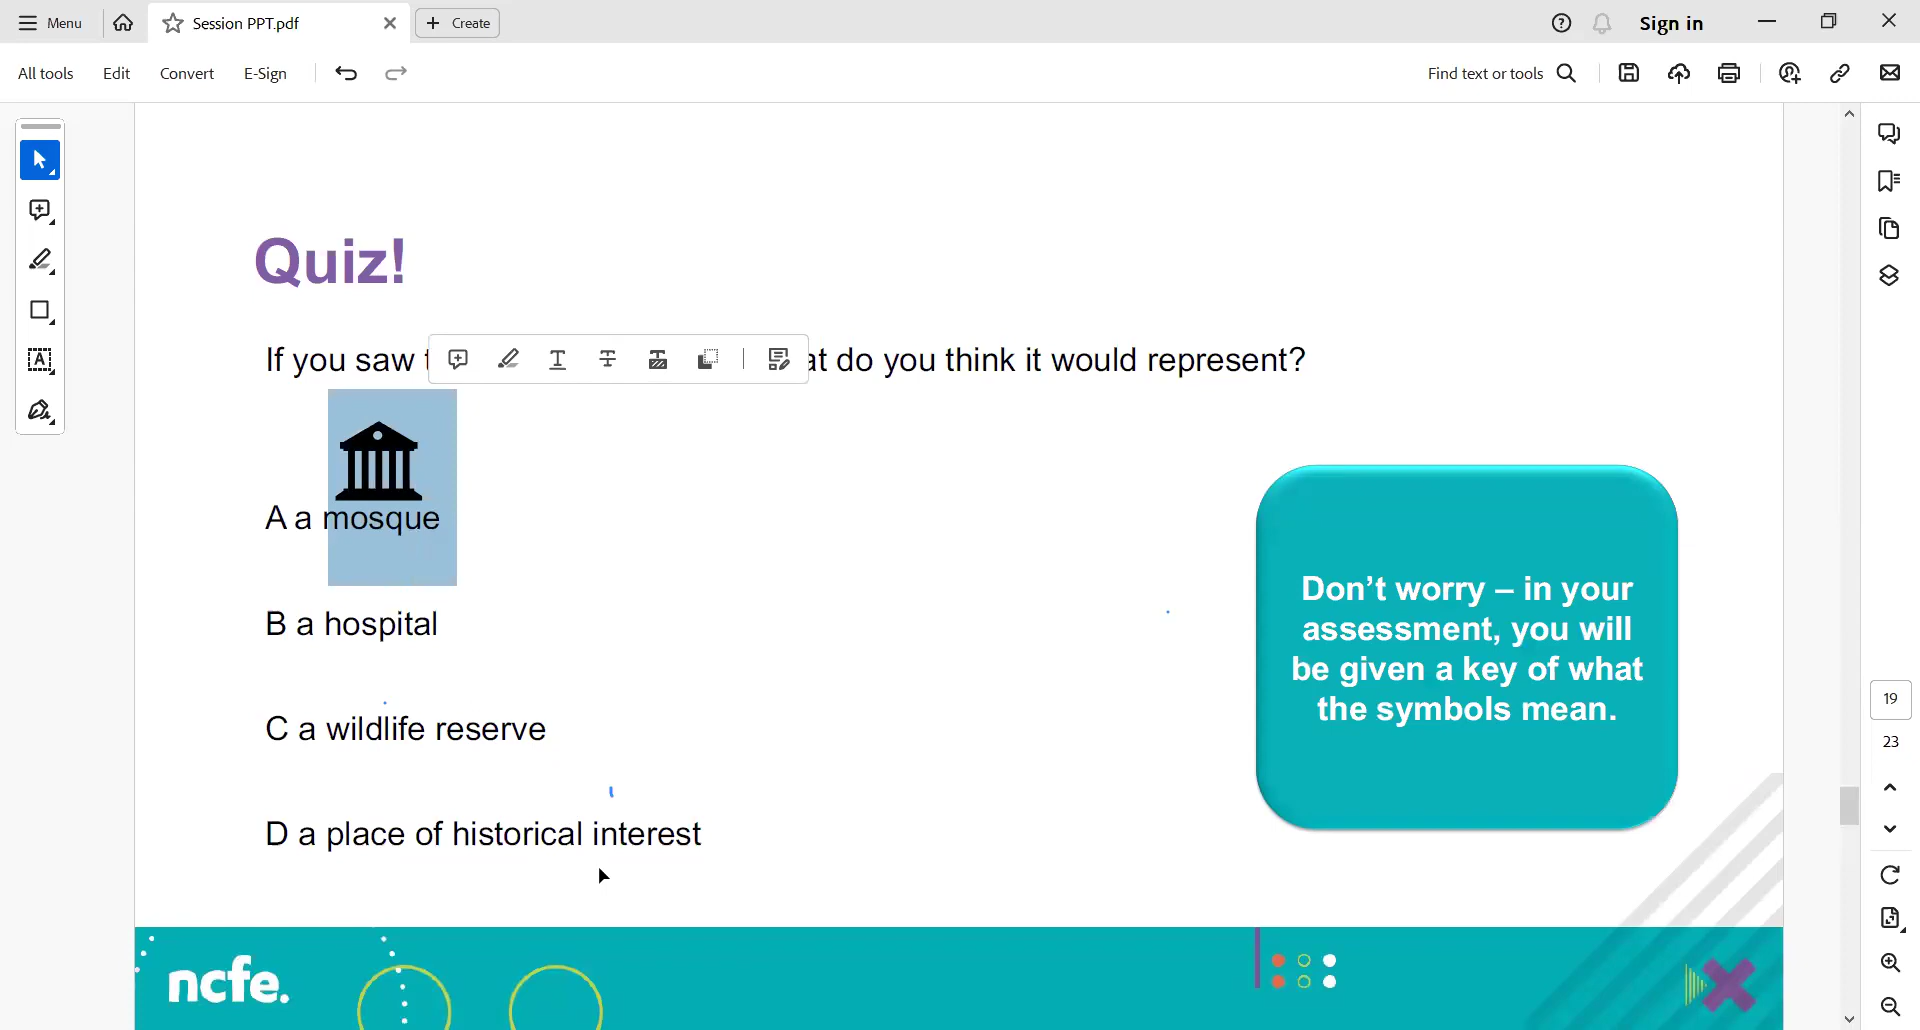 Menu
Session PPT.pdf
Create
Sign in
All tools
Edit
Convert
E-Sign
Find text or tools
Quiz!
If you saw at do you think it would represent?
A a mosque
B a hospital
C a wildlife reserve
D a place of historical interest
Don't worry – in your
assessment, you will
be given a key of what
the symbols mean.
19
23
ncfe.